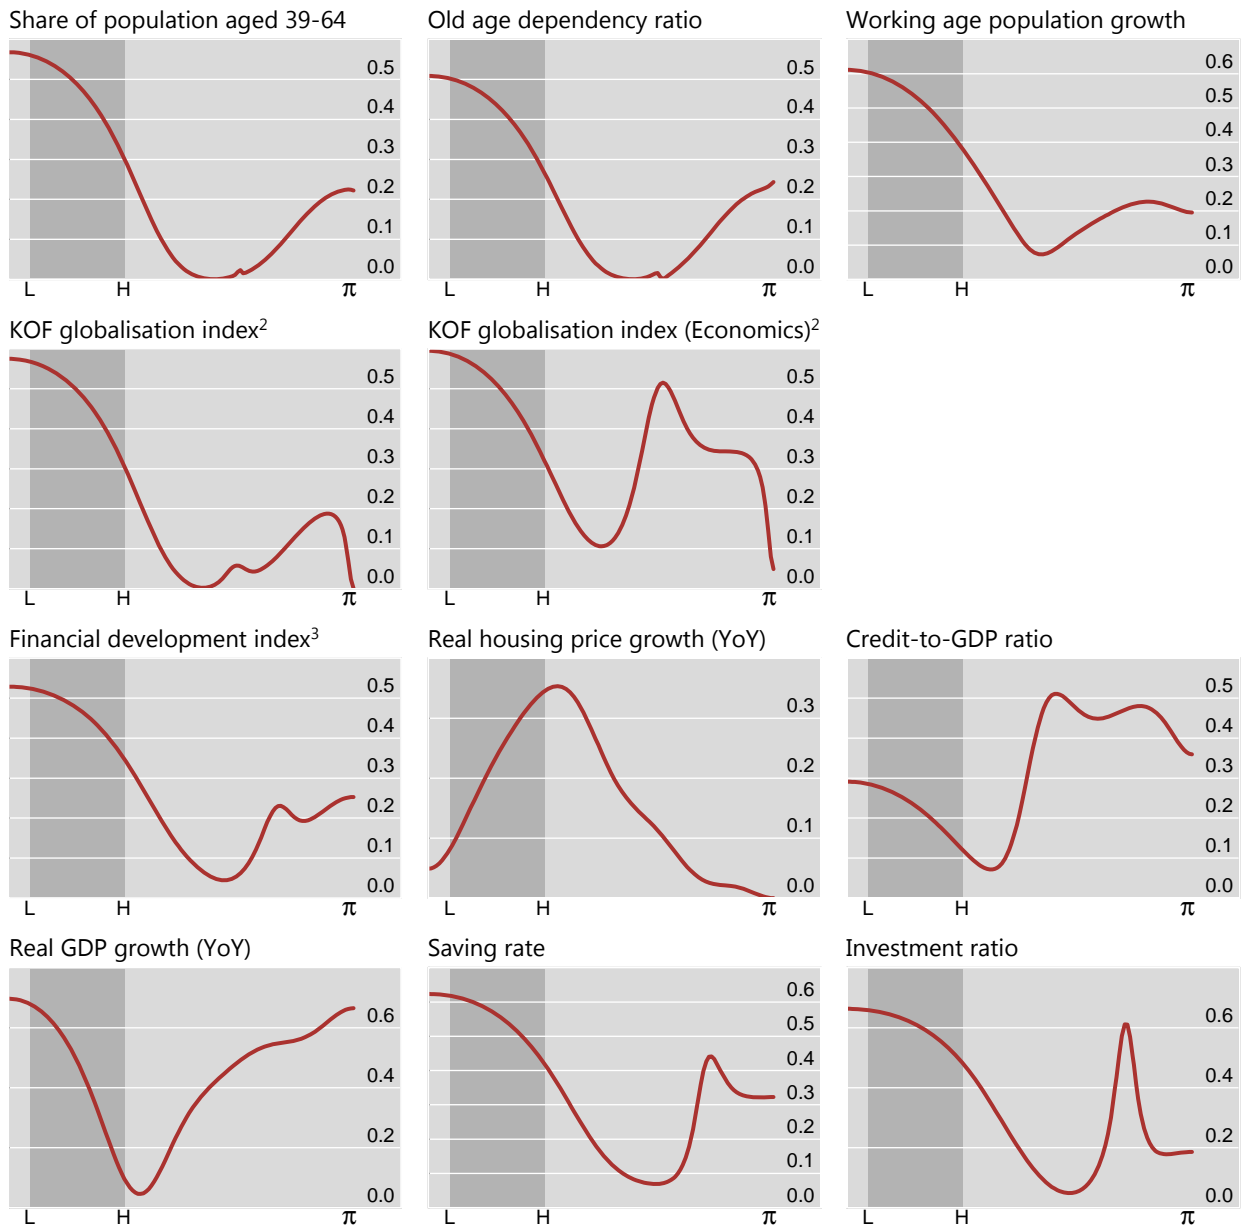 Share of population aged 39-64
Old age dependency ratio
Working age population growth
0.5
0.4
0.3
0.2
0.1
0.0
L H π
0.5
0.4
0.3
0.2
0.1
0.0
L H π
0.6
0.5
0.4
0.3
0.2
0.1
0.0
L H π
KOF globalisation index²
KOF globalisation index (Economics)²
0.5
0.4
0.3
0.2
0.1
0.0
L H π
0.5
0.4
0.3
0.2
0.1
0.0
L H π
Financial development index³
Real housing price growth (YoY)
Credit-to-GDP ratio
0.5
0.4
0.3
0.2
0.1
0.0
L H π
0.3
0.2
0.1
0.0
L H π
0.5
0.4
0.3
0.2
0.1
0.0
L H π
Real GDP growth (YoY)
Saving rate
Investment ratio
0.6
0.4
0.2
0.0
L H π
0.6
0.5
0.4
0.3
0.2
0.1
0.0
L H π
0.6
0.4
0.2
0.0
L H π